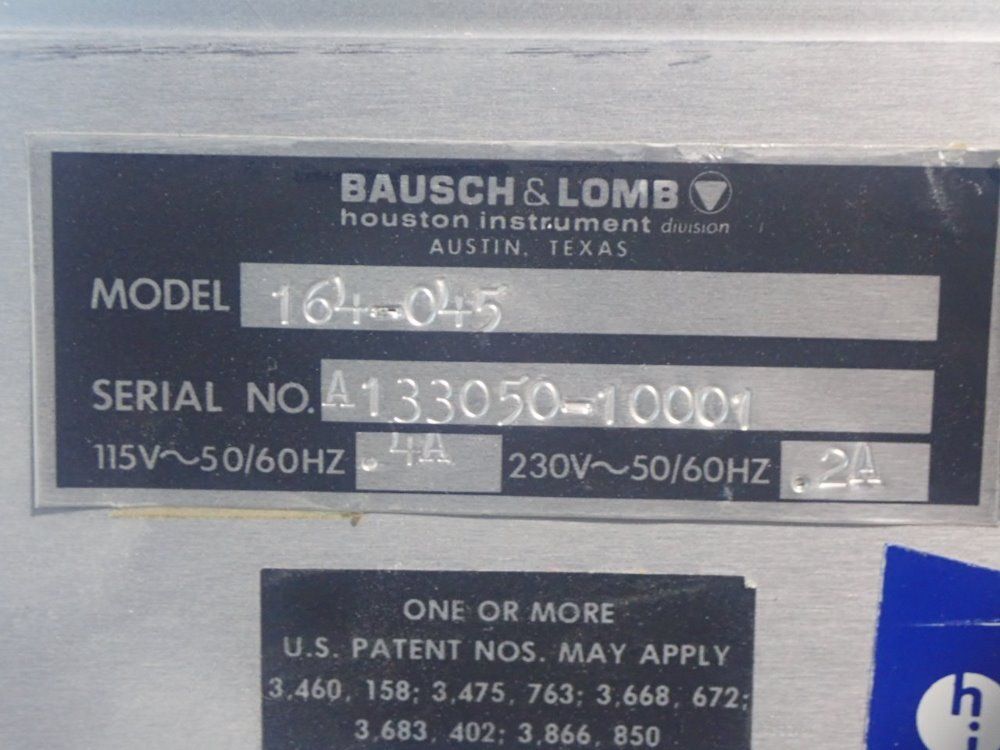 BAUSCH & LOMB
houston instrument division
AUSTIN, TEXAS
MODEL 164-045
SERIAL NO. A133050-10001
115V~50/60HZ .4A 230V~50/60HZ .2A
ONE OR MORE
U.S. PATENT NOS. MAY APPLY
3,460, 158; 3,475, 763; 3,668, 672;
3,683, 402; 3,866, 850
h
i